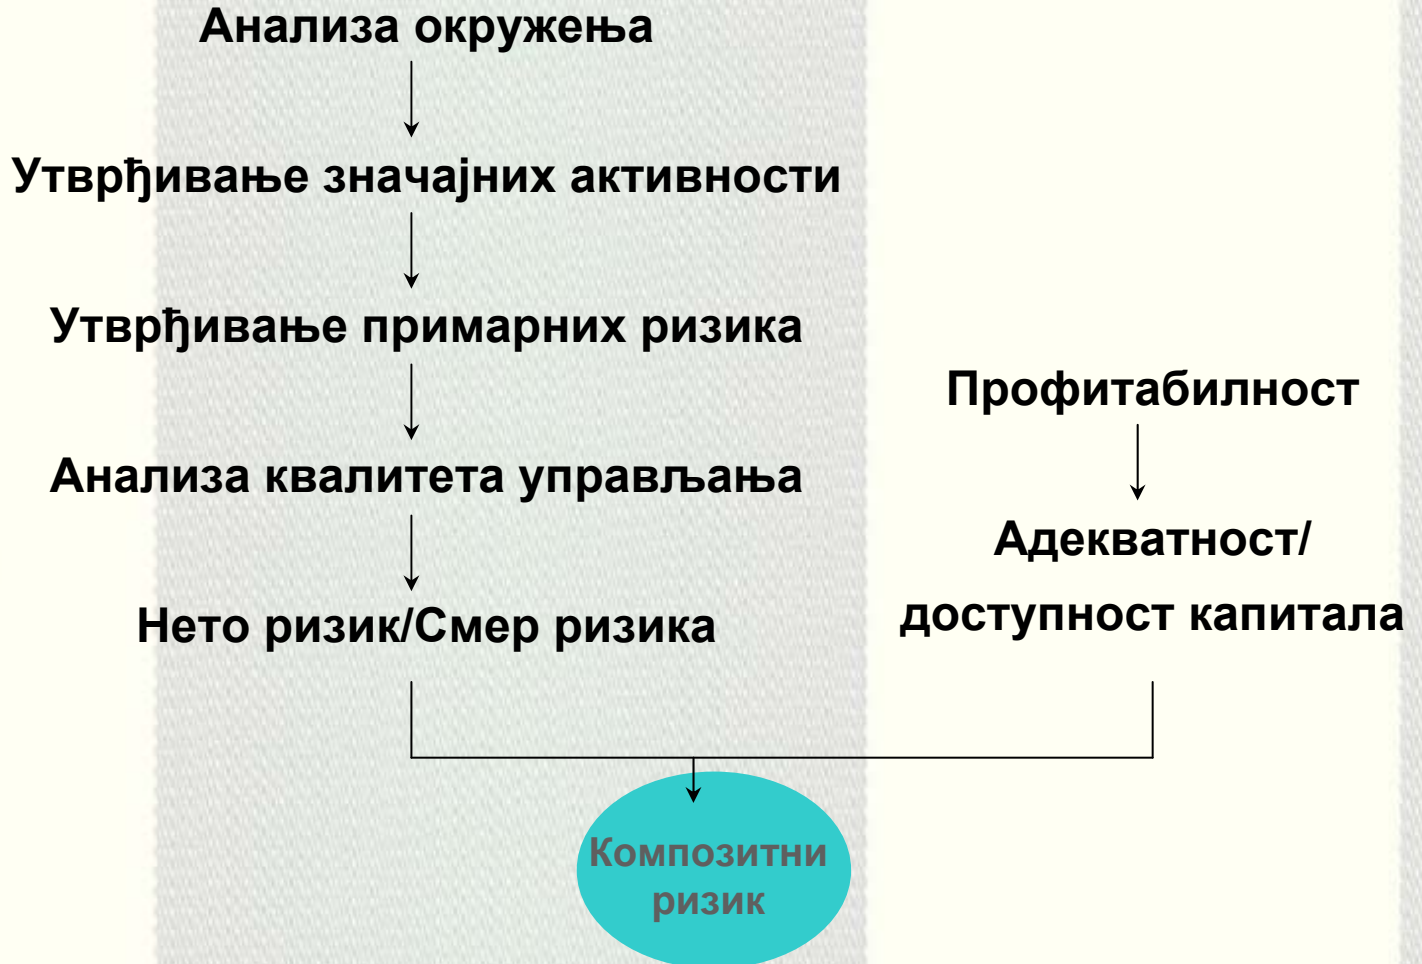 Анализа окружења
Утврђивање значајних активности
Утврђивање примарних ризика
Анализа квалитета управљања
Нето ризик/Смер ризика
Профитабилност
Адекватност/
доступност капитала
Композитни
ризик